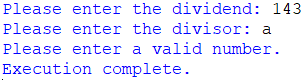 Please enter the dividend: 143
Please enter the divisor: a
Please enter a valid number.
Execution complete.